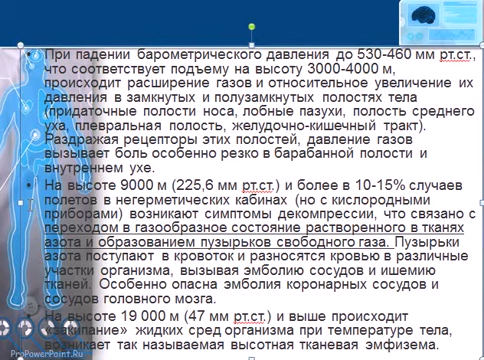 При падении барометрического давления до 530-460 мм рт.ст.,
что соответствует подъему на высоту 3000-4000 м,
происходит расширение газов и относительное увеличение их
давления в замкнутых и полузамкнутых полостях тела
(придаточные полости носа, лобные пазухи, полость среднего
уха, плевральная полость, желудочно-кишечный тракт).
Раздражая рецепторы этих полостей, давление газов
вызывает боль особенно резко в барабанной полости и
внутреннем ухе.
На высоте 9000 м (225,6 мм рт.ст.) и более в 10-15% случаев
полетов в негерметических кабинах (но с кислородными
приборами) возникают симптомы декомпрессии, что связано с
переходом в газообразное состояние растворенного в тканях
азота и образованием пузырьков свободного газа. Пузырьки
азота поступают в кровоток и разносятся кровью в различные
участки организма, вызывая эмболию сосудов и ишемию
тканей. Особенно опасна эмболия коронарных сосудов и
сосудов головного мозга.
На высоте 19 000 м (47 мм рт.ст.) и выше происходит
«закипание» жидких сред организма при температуре тела,
возникает так называемая высотная тканевая эмфизема.
ProPowerPoint.Ru